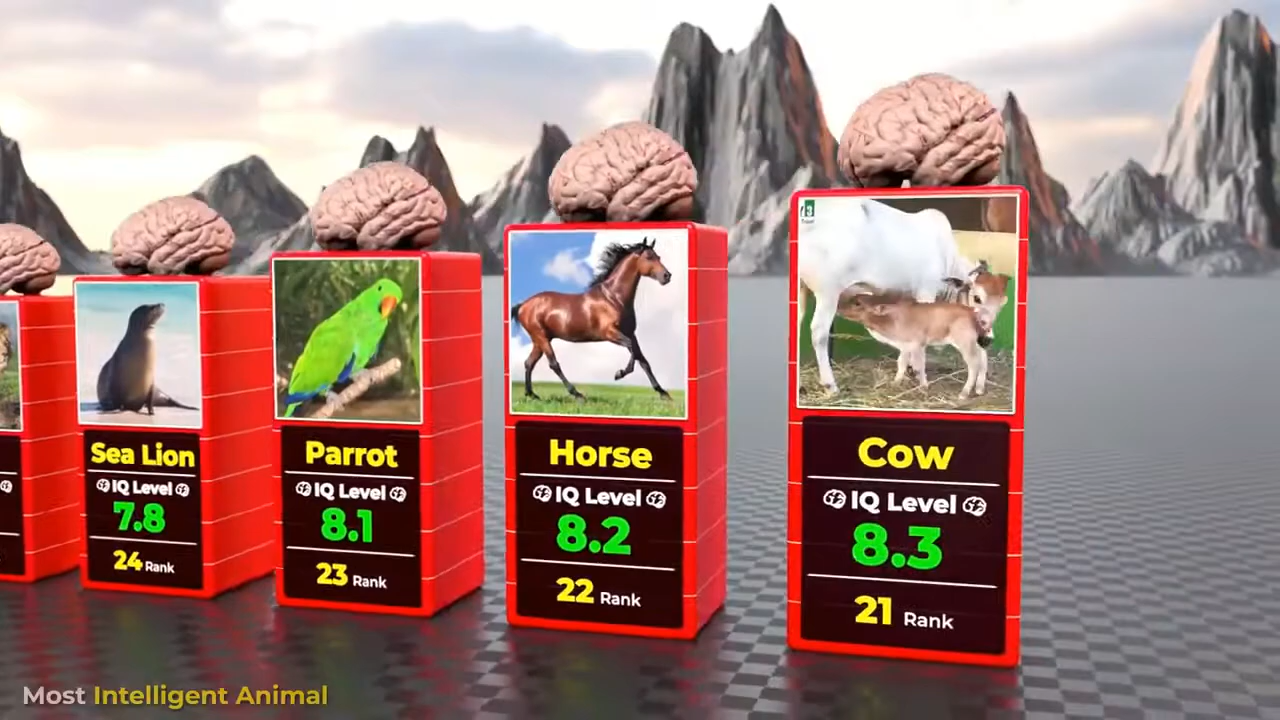 Sea Lion
IQ Level
7.8
24 Rank
Parrot
IQ Level
8.1
23 Rank
Horse
IQ Level
8.2
22 Rank
Cow
IQ Level
8.3
21 Rank
Most Intelligent Animal